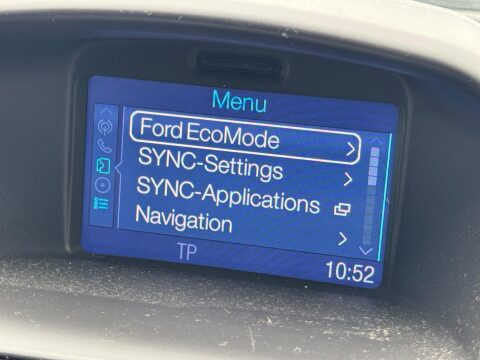 Menu
Ford EcoMode
SYNC-Settings
SYNC-Applications
Navigation
TP
10:52